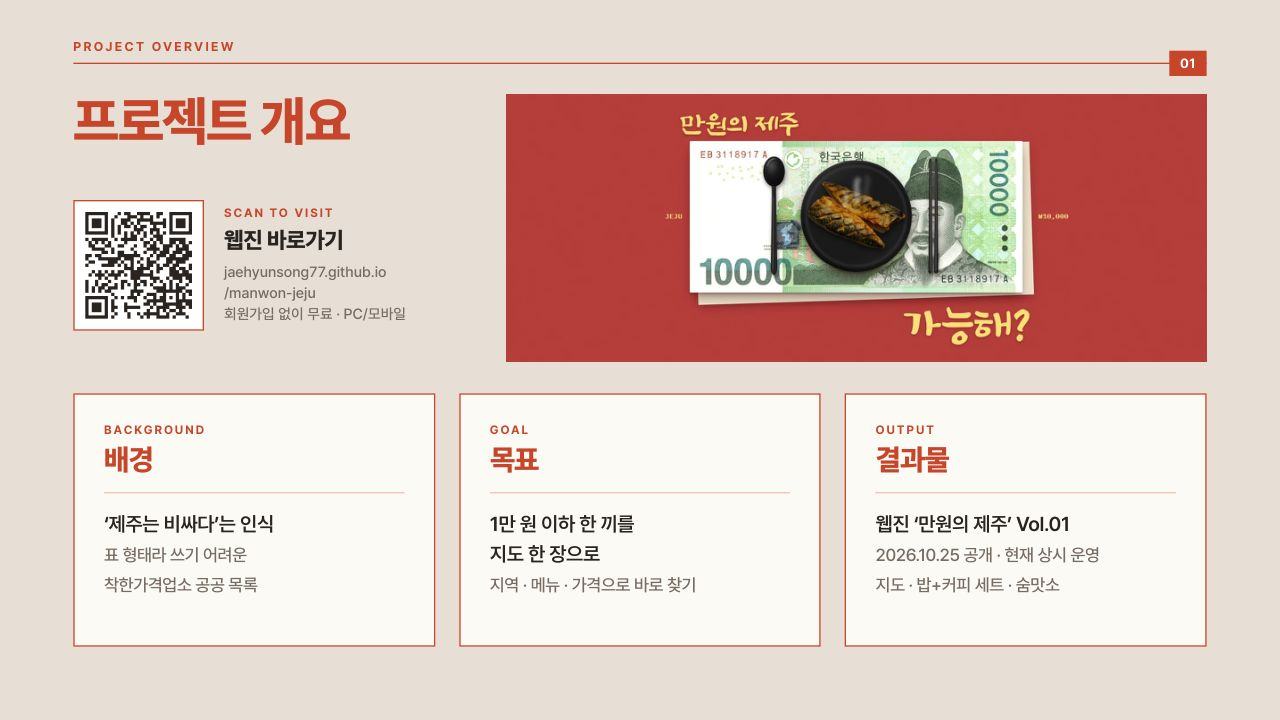 PROJECT OVERVIEW
01
프로젝트 개요
SCAN TO VISIT
웹진 바로가기
jaehyunsong77.github.io
/manwon-jeju
회원가입 없이 무료 · PC/모바일
만원의 제주
EB 3118917 A
한국은행
10000
JEJU
₩10,000
10000
EB 3118917 A
가능해?
BACKGROUND
배경
‘제주는 비싸다’는 인식
표 형태라 쓰기 어려운
착한가격업소 공공 목록
GOAL
목표
1만 원 이하 한 끼를
지도 한 장으로
지역 · 메뉴 · 가격으로 바로 찾기
OUTPUT
결과물
웹진 ‘만원의 제주’ Vol.01
2026.10.25 공개 · 현재 상시 운영
지도 · 밥+커피 세트 · 숨맛소